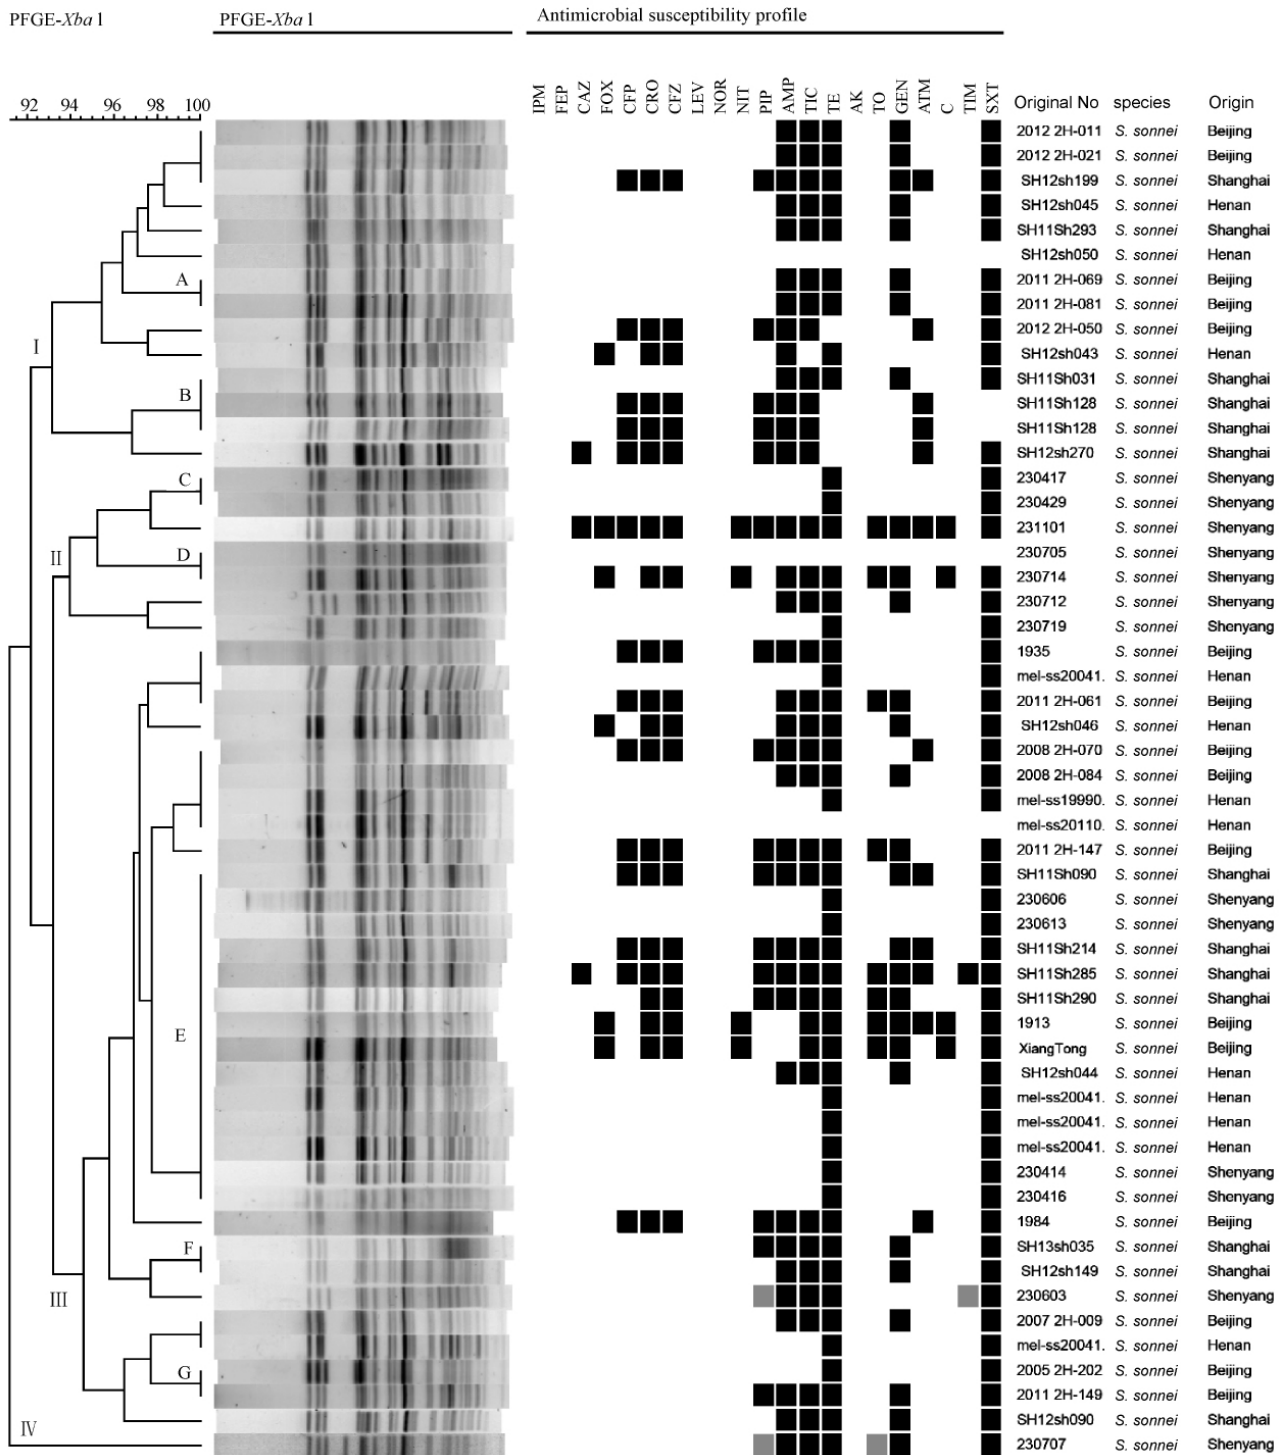 PFGE-Xba I
PFGE-Xba I
Antimicrobial susceptibility profile
92 94 96 98 100
IPM FEP CAZ FOX CFP CRO CFZ LEV NOR NIT PIP AMP TIC TE AK TO GEN ATM C TIM SXT
Original No species Origin
2012 2H-011 S. sonnei Beijing
2012 2H-021 S. sonnei Beijing
SH12sh199 S. sonnei Shanghai
SH12sh045 S. sonnei Henan
SH11Sh293 S. sonnei Shanghai
SH12sh050 S. sonnei Henan
A 2011 2H-069 S. sonnei Beijing
2011 2H-081 S. sonnei Beijing
2012 2H-050 S. sonnei Beijing
I SH12sh043 S. sonnei Henan
SH11Sh031 S. sonnei Shanghai
B SH11Sh128 S. sonnei Shanghai
SH11Sh128 S. sonnei Shanghai
SH12sh270 S. sonnei Shanghai
C 230417 S. sonnei Shenyang
230429 S. sonnei Shenyang
231101 S. sonnei Shenyang
II D 230705 S. sonnei Shenyang
230714 S. sonnei Shenyang
230712 S. sonnei Shenyang
230719 S. sonnei Shenyang
1935 S. sonnei Beijing
mel-ss20041. S. sonnei Henan
2011 2H-061 S. sonnei Beijing
SH12sh046 S. sonnei Henan
2008 2H-070 S. sonnei Beijing
2008 2H-084 S. sonnei Beijing
mel-ss19990. S. sonnei Henan
mel-ss20110. S. sonnei Henan
2011 2H-147 S. sonnei Beijing
SH11Sh090 S. sonnei Shanghai
230606 S. sonnei Shenyang
230613 S. sonnei Shenyang
SH11Sh214 S. sonnei Shanghai
SH11Sh285 S. sonnei Shanghai
SH11Sh290 S. sonnei Shanghai
E 1913 S. sonnei Beijing
XiangTong S. sonnei Beijing
SH12sh044 S. sonnei Henan
mel-ss20041. S. sonnei Henan
mel-ss20041. S. sonnei Henan
mel-ss20041. S. sonnei Henan
230414 S. sonnei Shenyang
230416 S. sonnei Shenyang
1984 S. sonnei Beijing
F SH13sh035 S. sonnei Shanghai
SH12sh149 S. sonnei Shanghai
III 230603 S. sonnei Shenyang
2007 2H-009 S. sonnei Beijing
mel-ss20041. S. sonnei Henan
G 2005 2H-202 S. sonnei Beijing
2011 2H-149 S. sonnei Beijing
SH12sh090 S. sonnei Shanghai
IV 230707 S. sonnei Shenyang